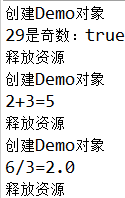 创建Demo对象
29是奇数：true
释放资源
创建Demo对象
2+3=5
释放资源
创建Demo对象
6/3=2.0
释放资源